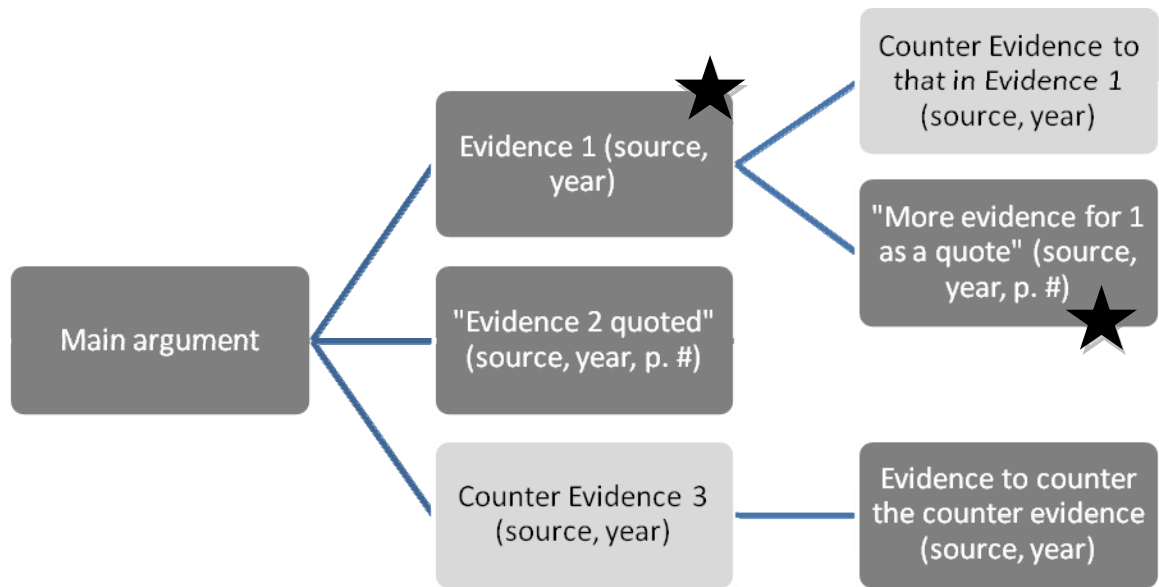 Main argument
Evidence 1 (source,
year)
"Evidence 2 quoted"
(source, year, p. #)
Counter Evidence 3
(source, year)
Counter Evidence to
that in Evidence 1
(source, year)
"More evidence for 1
as a quote" (source,
year, p. #)
Evidence to counter
the counter evidence
(source, year)